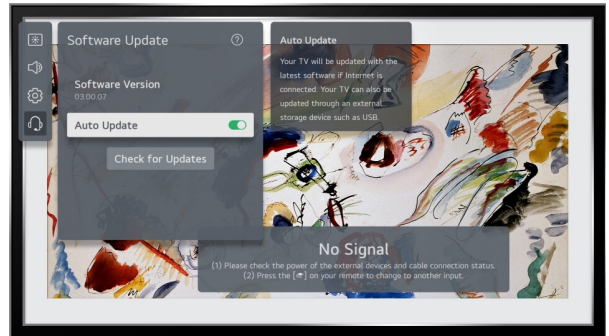 Software Update
Software Version
03.00.07
Auto Update
Check for Updates
Auto Update
Your TV will be updated with the
latest software if Internet is
connected. Your TV can also be
updated through an external
storage device such as USB.
No Signal
(1) Please check the power of the external devices and cable connection status.
(2) Press the [ ] on your remote to change to another input.